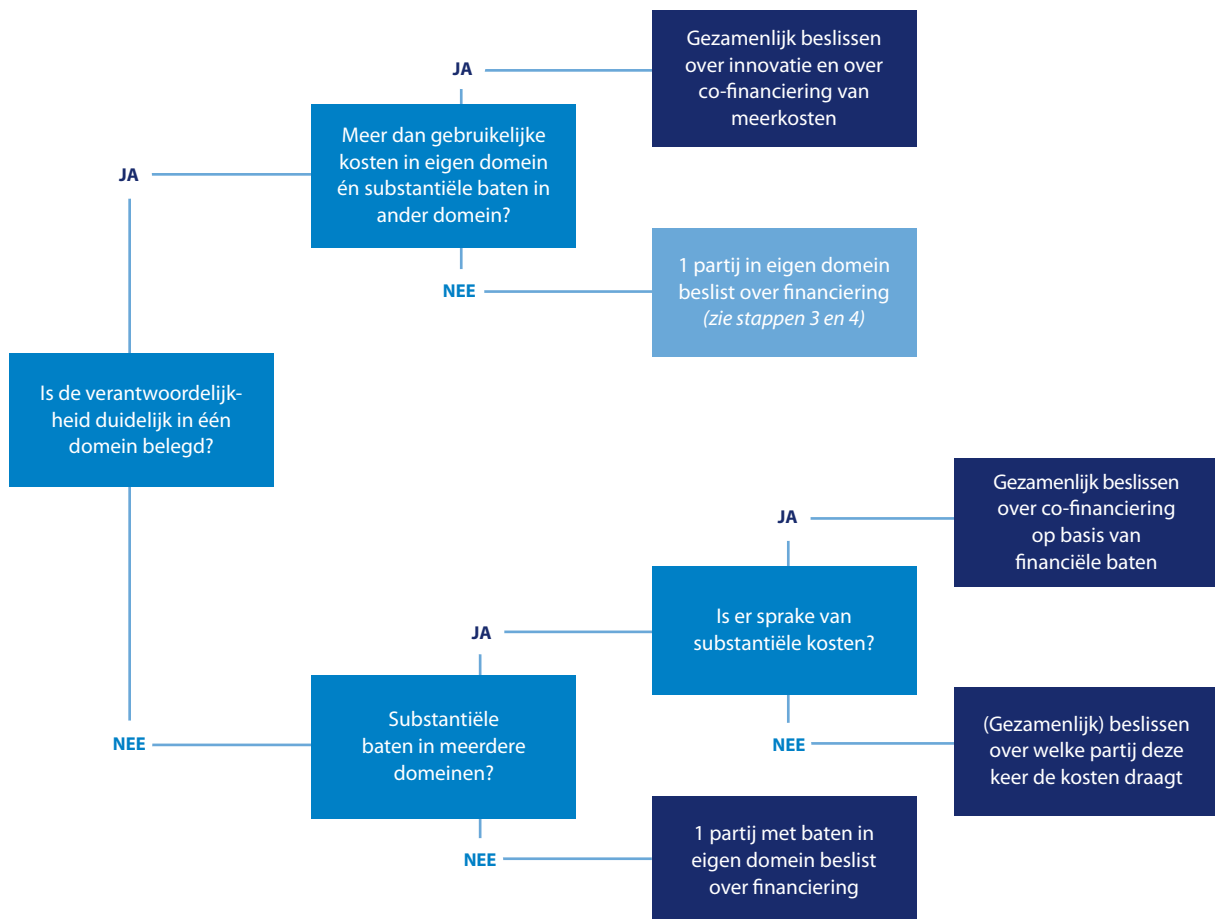 Gezamenlijk beslissen
over innovatie en over
co-financiering van
meerkosten
JA
Meer dan gebruikelijke
kosten in eigen domein
én substantiële baten in
ander domein?
JA
1 partij in eigen domein
beslist over financiering
(zie stappen 3 en 4)
NEE
Is de verantwoordelijk-
heid duidelijk in één
domein belegd?
Gezamenlijk beslissen
over co-financiering
op basis van
financiële baten
JA
Is er sprake van
substantiële kosten?
JA
Substantiële
baten in meerdere
domeinen?
NEE
NEE
(Gezamenlijk) beslissen
over welke partij deze
keer de kosten draagt
1 partij met baten in
eigen domein beslist
over financiering
NEE